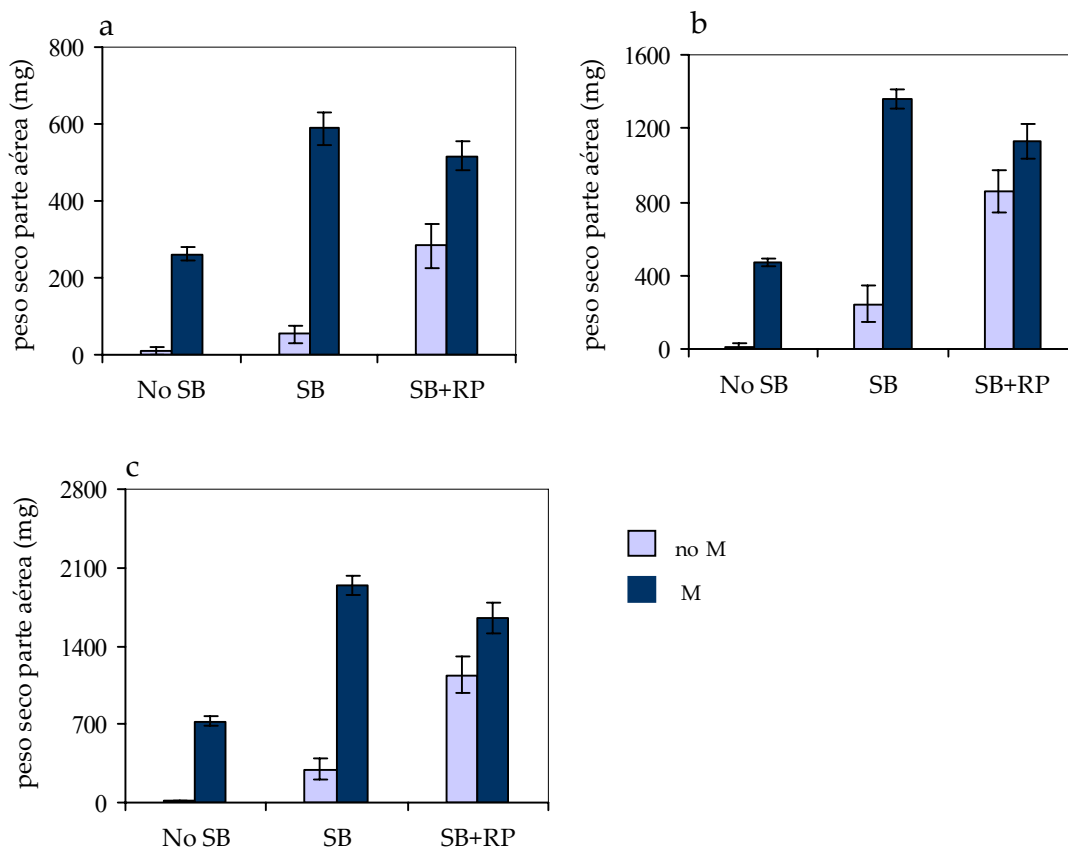 a
peso seco parte aérea (mg)
800
600
400
200
0
No SB SB SB+RP
b
peso seco parte aérea (mg)
1600
1200
800
400
0
No SB SB SB+RP
c
peso seco parte aérea (mg)
2800
2100
1400
700
0
No SB SB SB+RP
no M
M